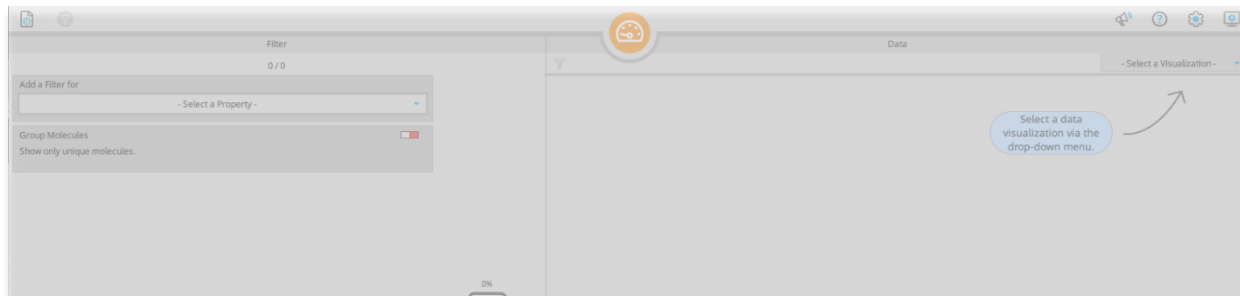 Filter
Data
0 / 0
- Select a Visualization -
Add a Filter for
- Select a Property -
Select a data
visualization via the
drop-down menu.
Group Molecules
Show only unique molecules.
0%